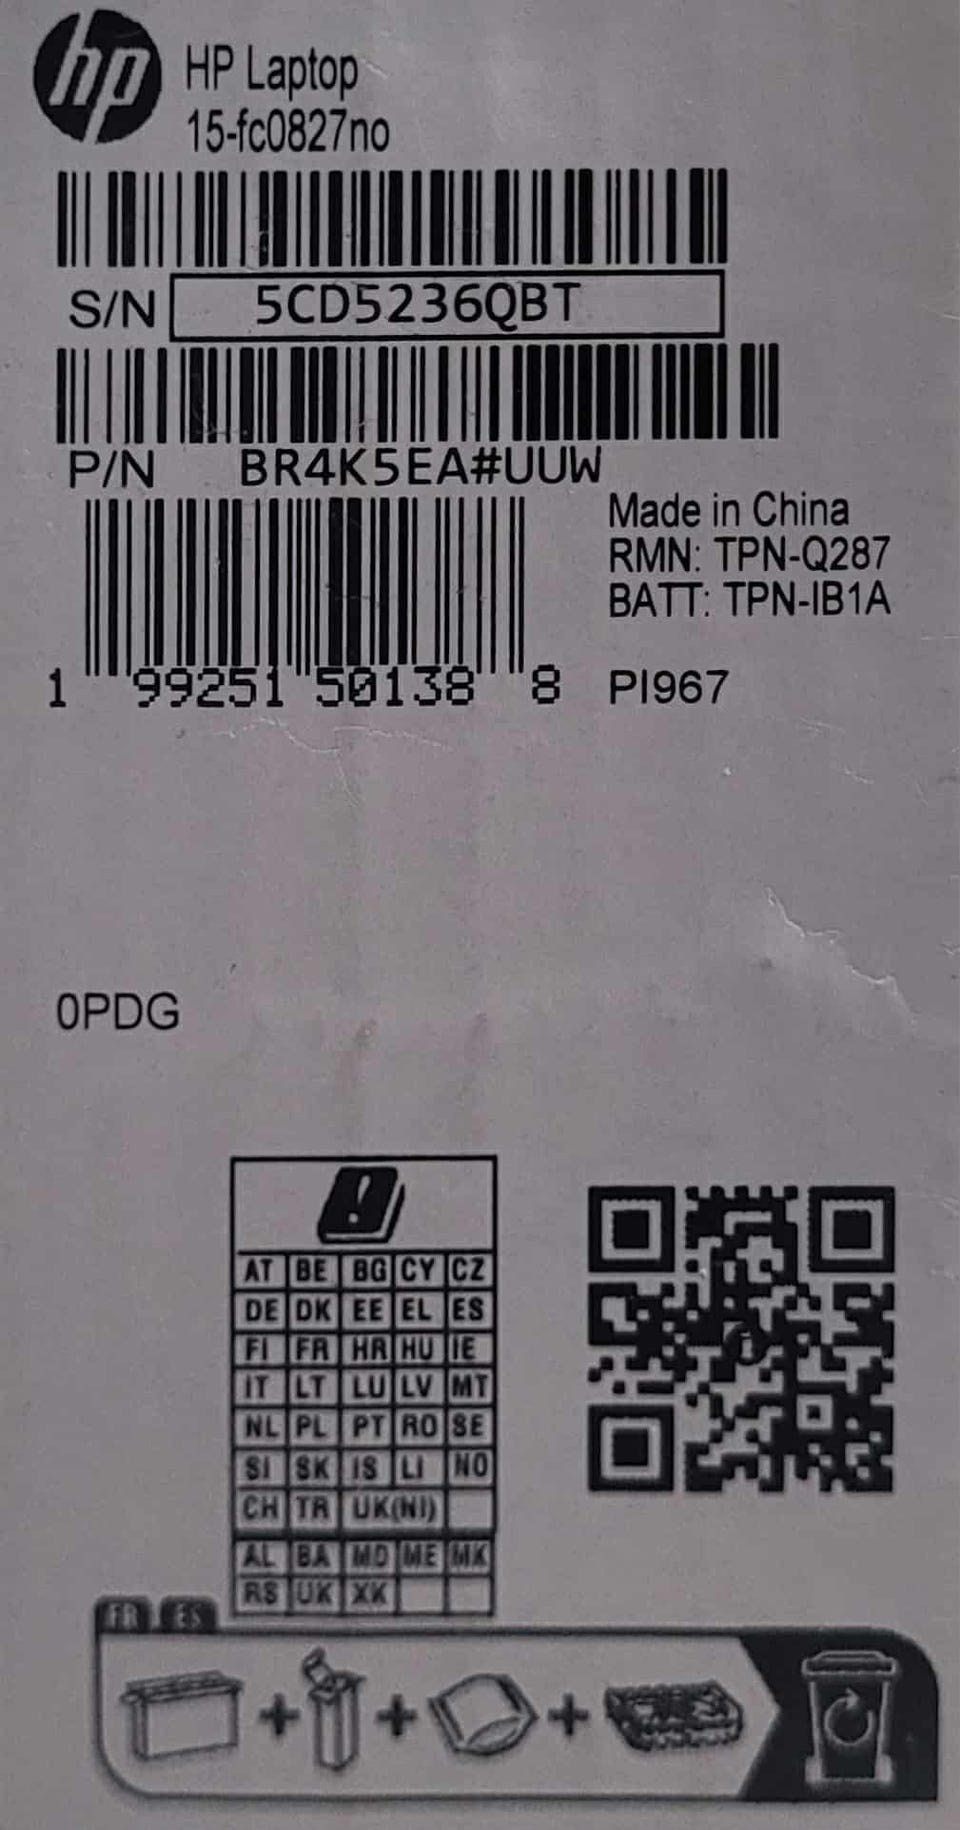 hp
HP Laptop
15-fc0827no
S/N 5CD5236QBT
P/N BR4K5EA#UUW
Made in China
RMN: TPN-Q287
BATT: TPN-IB1A
1 99251 50138 8 PI967
0PDG
AT BE BG CY CZ
DE DK EE EL ES
FI FR HR HU IE
IT LT LU LV MT
NL PL PT RO SE
SI SK IS LI NO
CH TR UK(NI)
AL BA MD ME MK
RS UK XK
FR ES